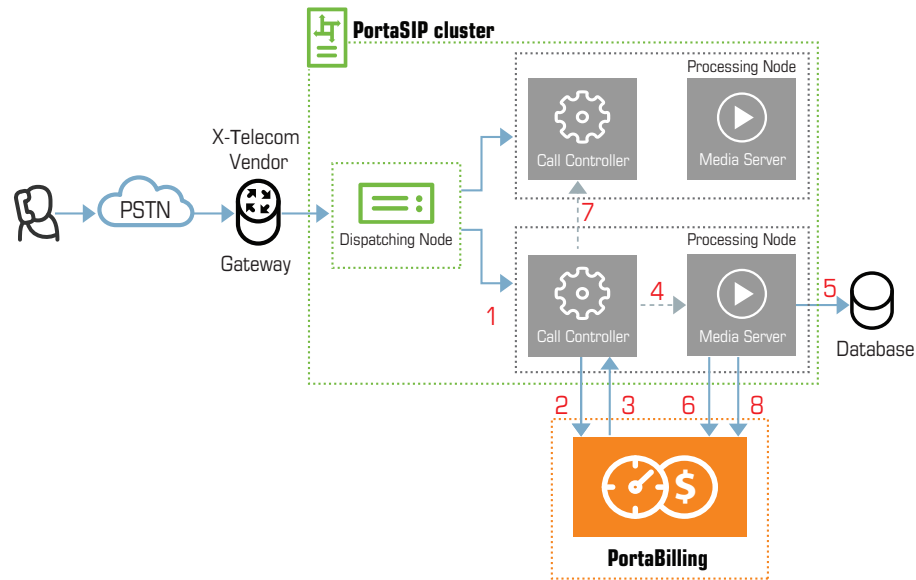 PortaSIP cluster
Processing Node
Call Controller
Media Server
X-Telecom
Vendor
PSTN
Gateway
Dispatching Node
7
Processing Node
1
Call Controller
4
Media Server
5
Database
2
3
6
8
$
PortaBilling